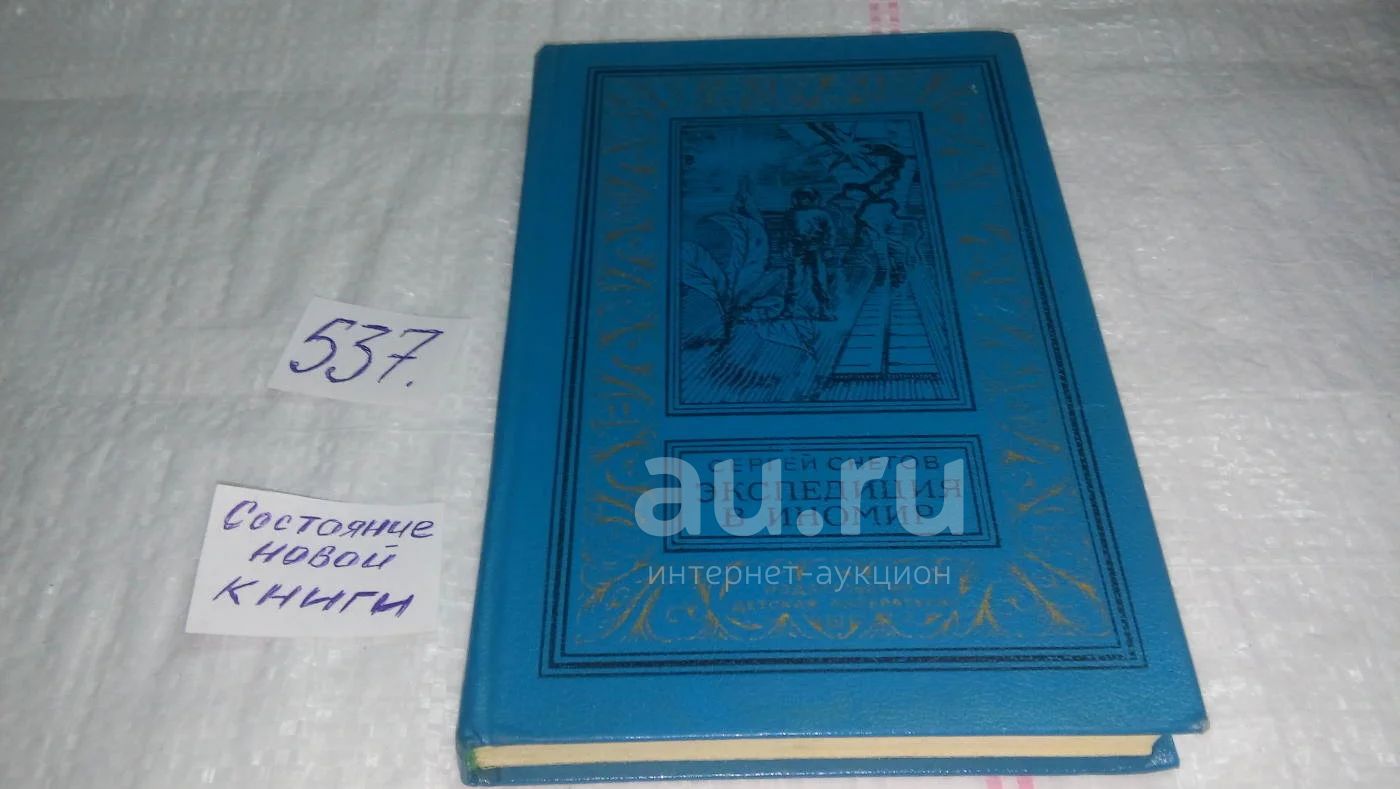 537.
Состояние
новой
книги
СЕРГЕЙ СНЕГОВ
ЭКСПЕДИЦИЯ
В ИНОМИР
au.ru
интернет-аукцион
ДЕТСКАЯ ЛИТЕРАТУРА